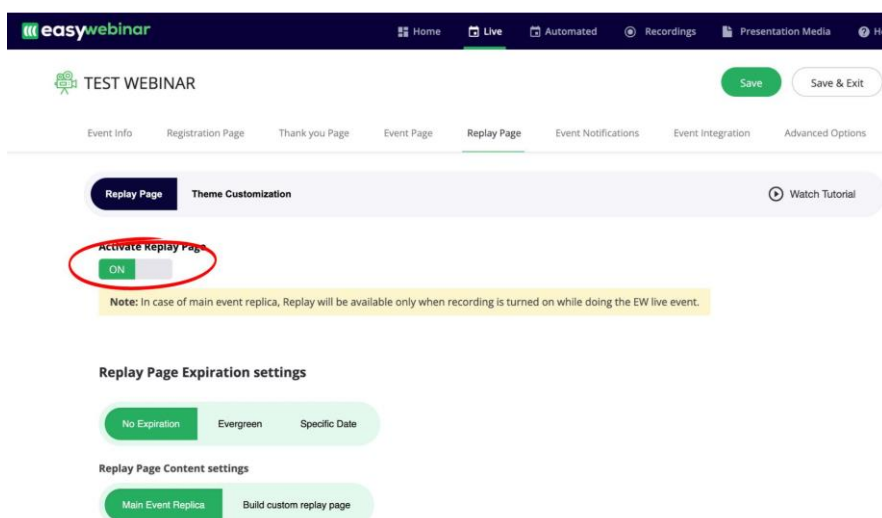 easywebinar
Home Live Automated Recordings Presentation Media
TEST WEBINAR Save Save & Exit
Event Info Registration Page Thank you Page Event Page Replay Page Event Notifications Event Integration Advanced Options
Replay Page Theme Customization Watch Tutorial
Activate Replay Page
ON
Note: In case of main event replica, Replay will be available only when recording is turned on while doing the EW live event.
Replay Page Expiration settings
No Expiration Evergreen Specific Date
Replay Page Content settings
Main Event Replica Build custom replay page